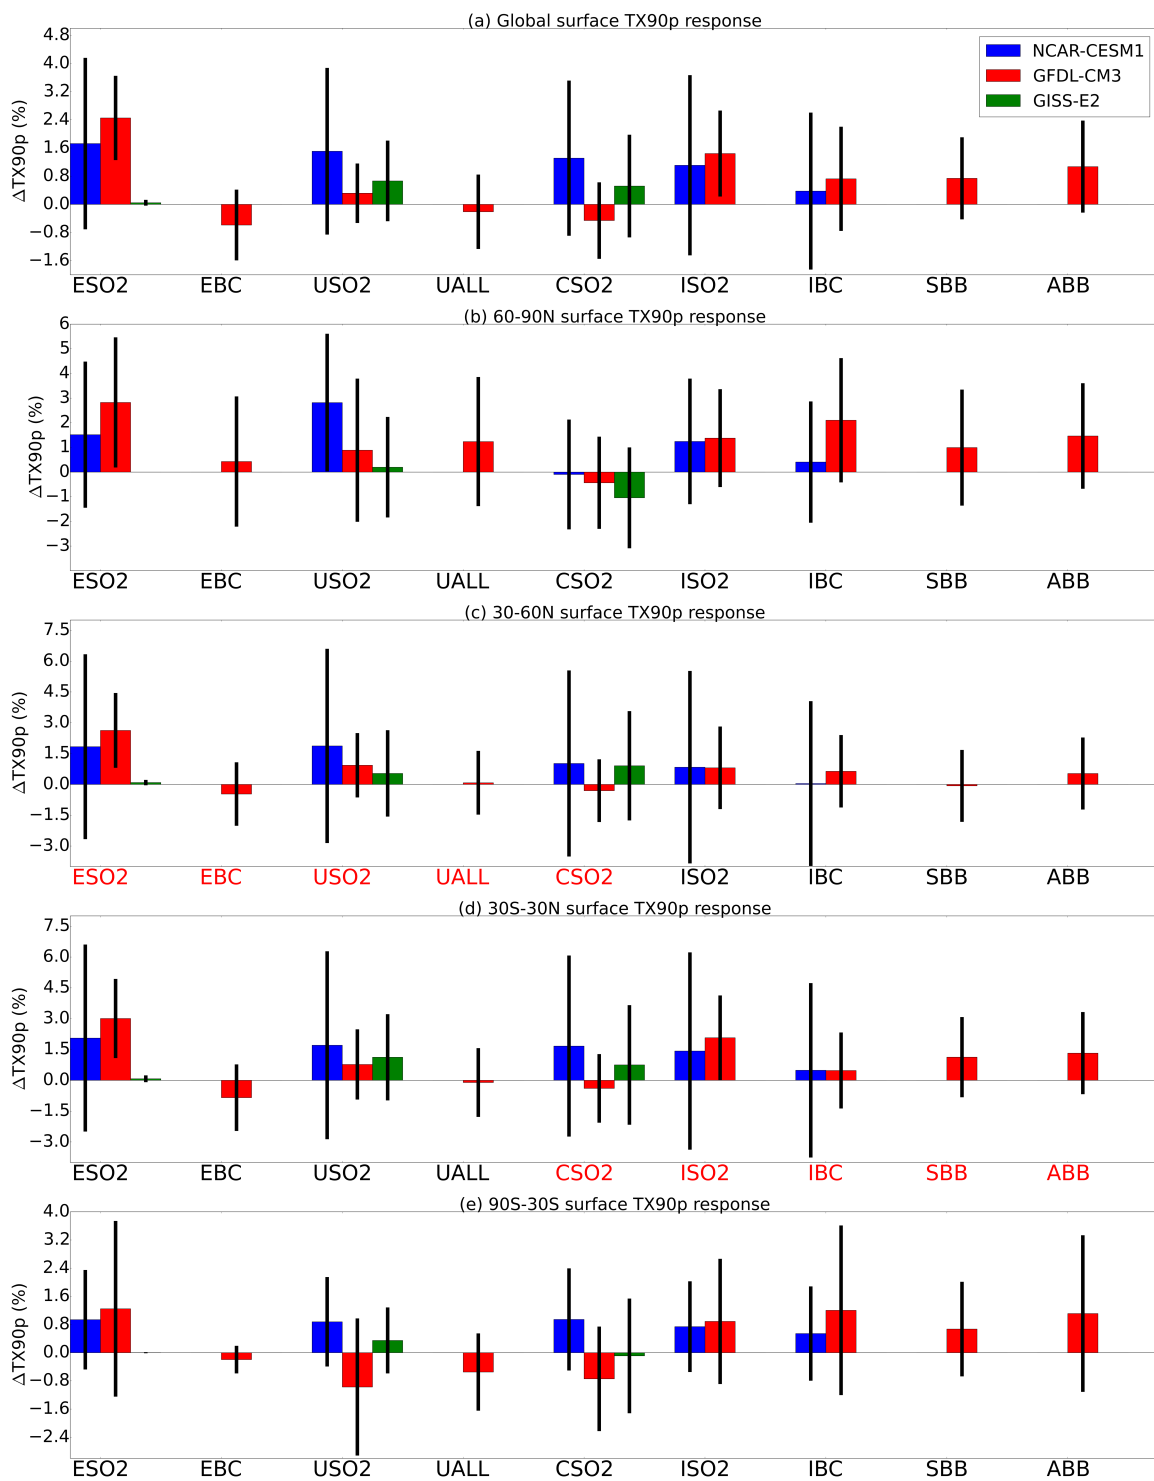 (a) Global surface TX90p response
4.8
4.0
3.2
2.4
1.6
0.8
0.0
−0.8
−1.6
ΔTX90p (%)
NCAR-CESM1
GFDL-CM3
GISS-E2
ESO2 EBC USO2 UALL CSO2 ISO2 IBC SBB ABB
(b) 60-90N surface TX90p response
6
5
4
3
2
1
0
−1
−2
−3
ΔTX90p (%)
ESO2 EBC USO2 UALL CSO2 ISO2 IBC SBB ABB
(c) 30-60N surface TX90p response
7.5
6.0
4.5
3.0
1.5
0.0
−1.5
−3.0
ΔTX90p (%)
ESO2 EBC USO2 UALL CSO2 ISO2 IBC SBB ABB
(d) 30S-30N surface TX90p response
7.5
6.0
4.5
3.0
1.5
0.0
−1.5
−3.0
ΔTX90p (%)
ESO2 EBC USO2 UALL CSO2 ISO2 IBC SBB ABB
(e) 90S-30S surface TX90p response
4.0
3.2
2.4
1.6
0.8
0.0
−0.8
−1.6
−2.4
ΔTX90p (%)
ESO2 EBC USO2 UALL CSO2 ISO2 IBC SBB ABB